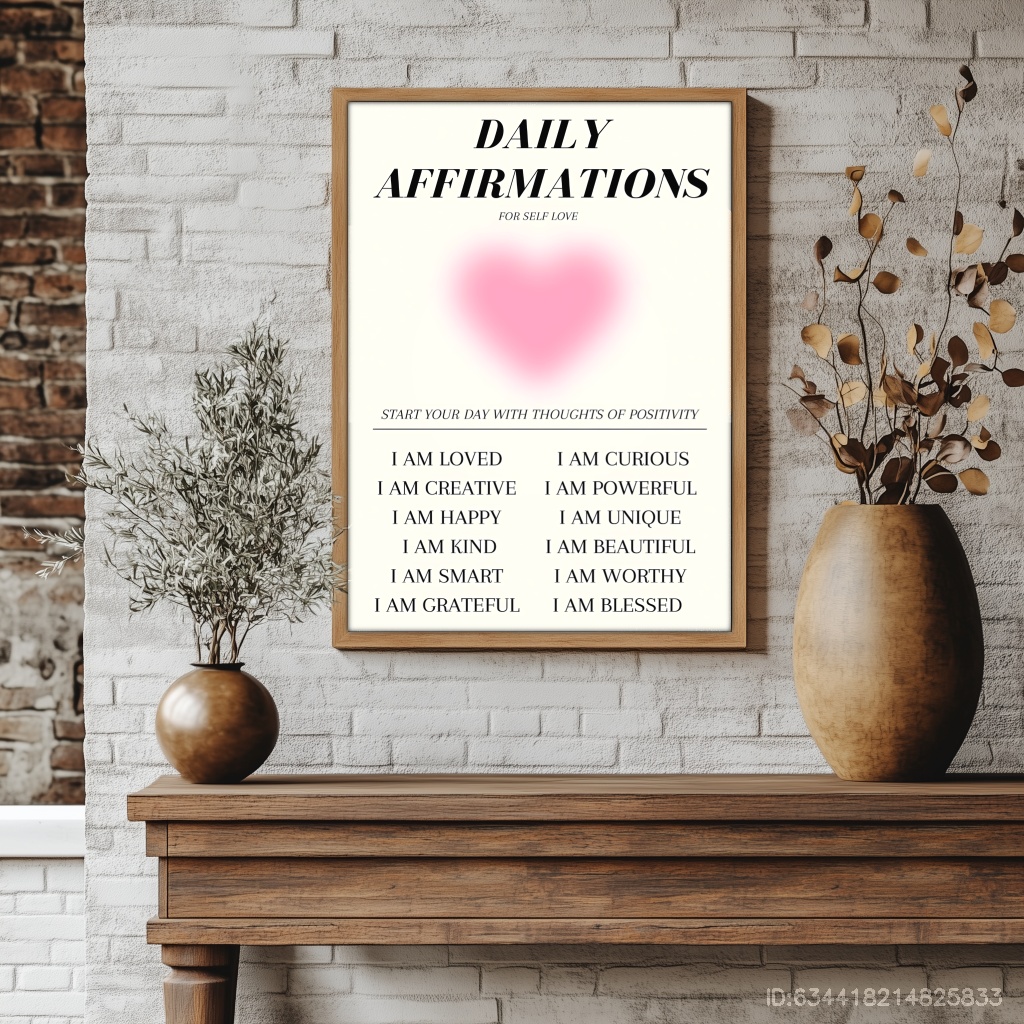 DAILY
AFFIRMATIONS
FOR SELF LOVE
START YOUR DAY WITH THOUGHTS OF POSITIVITY
I AM LOVED
I AM CREATIVE
I AM HAPPY
I AM KIND
I AM SMART
I AM GRATEFUL
I AM CURIOUS
I AM POWERFUL
I AM UNIQUE
I AM BEAUTIFUL
I AM WORTHY
I AM BLESSED
ID:634418214825833